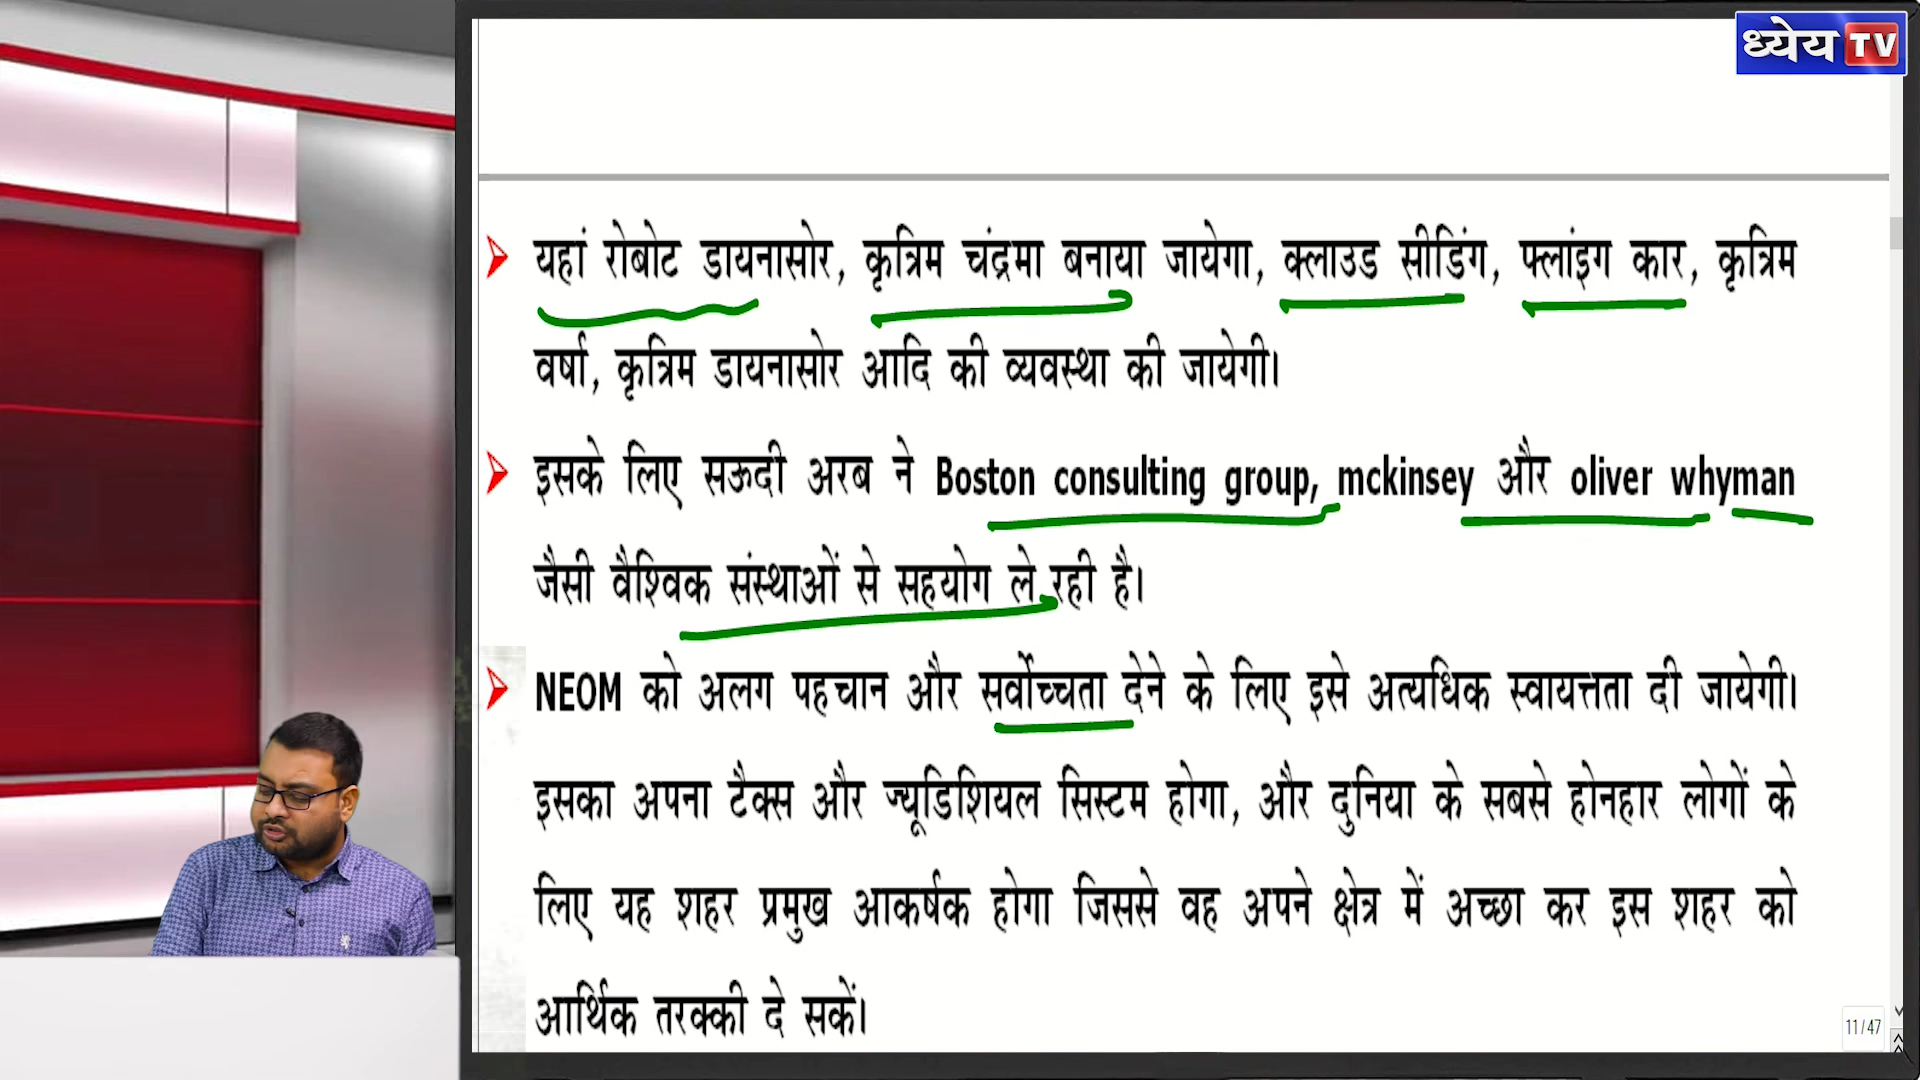 ध्येय TV
यहां रोबोट डायनासोर, कृत्रिम चंद्रमा बनाया जायेगा, क्लाउड सीडिंग, फ्लांइग कार, कृत्रिम
वर्षा, कृत्रिम डायनासोर आदि की व्यवस्था की जायेगी।
इसके लिए सऊदी अरब ने Boston consulting group, mckinsey और oliver whyman
जैसी वैश्विक संस्थाओं से सहयोग ले रही है।
NEOM को अलग पहचान और सर्वोच्चता देने के लिए इसे अत्यधिक स्वायत्तता दी जायेगी।
इसका अपना टैक्स और ज्यूडिशियल सिस्टम होगा, और दुनिया के सबसे होनहार लोगों के
लिए यह शहर प्रमुख आकर्षक होगा जिससे वह अपने क्षेत्र में अच्छा कर इस शहर को
आर्थिक तरक्की दे सकें।
11/47